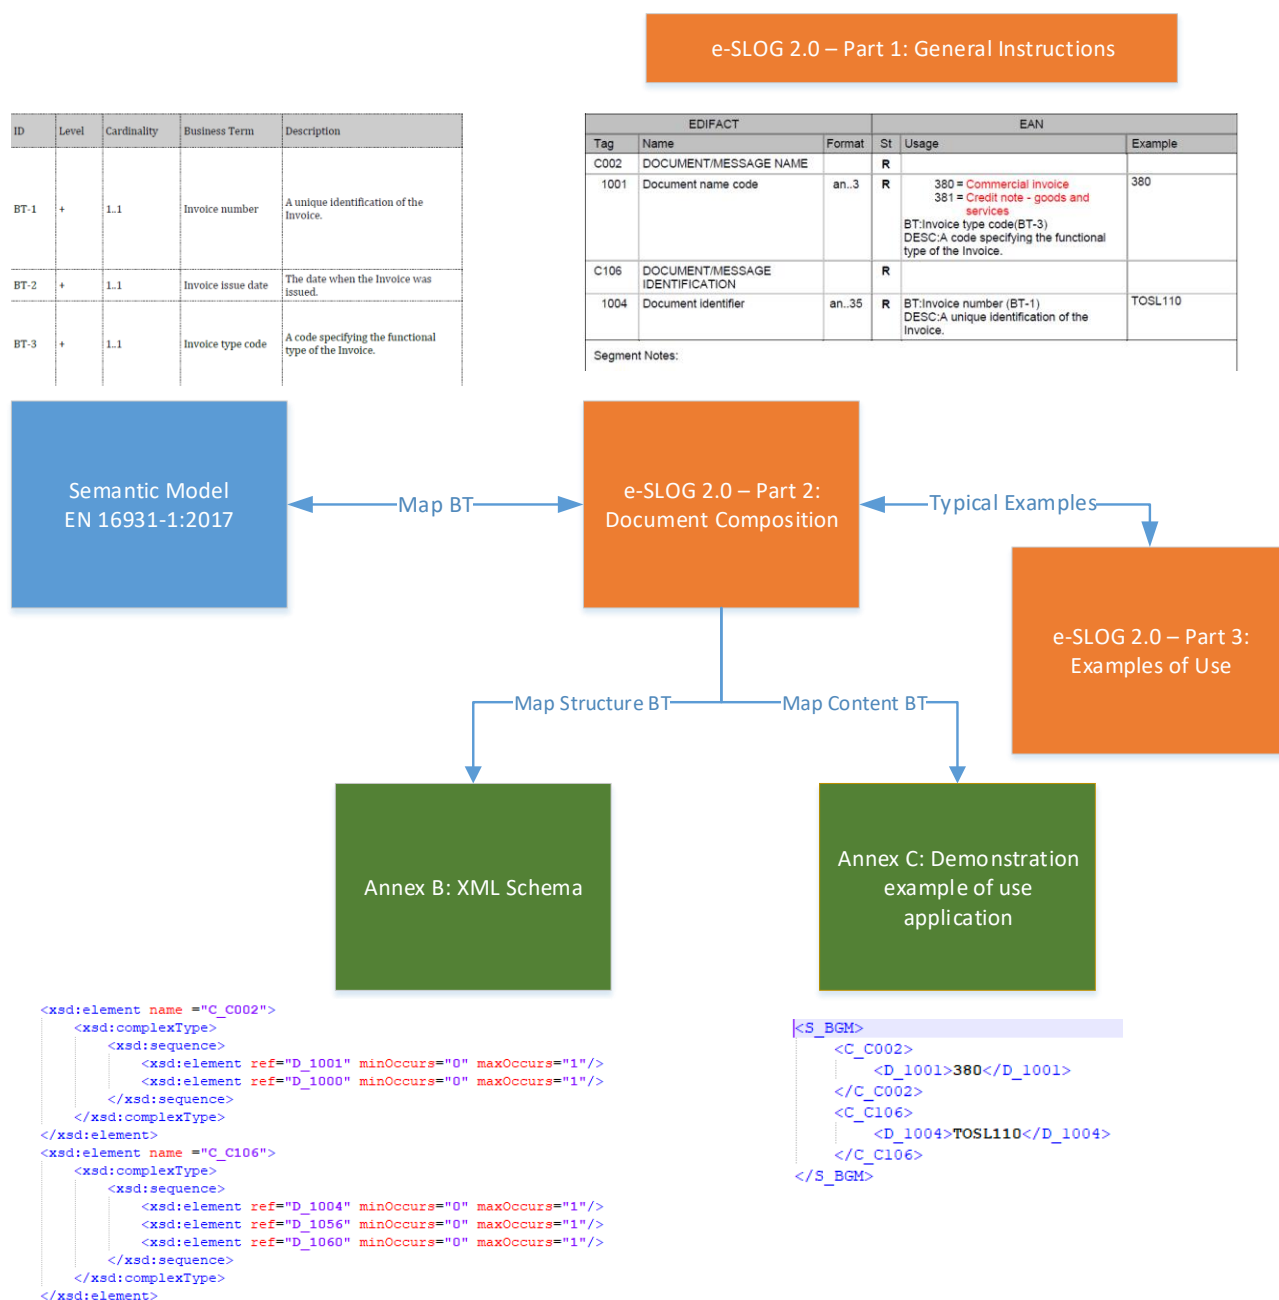 e-SLOG 2.0 – Part 1: General Instructions
ID Level Cardinality Business Term Description
BT-1 + 1..1 Invoice number A unique identification of the
Invoice.
BT-2 + 1..1 Invoice issue date The date when the Invoice was
issued.
BT-3 + 1..1 Invoice type code A code specifying the functional
type of the Invoice.
EDIFACT EAN
Tag Name Format St Usage Example
C002 DOCUMENT/MESSAGE NAME R
1001 Document name code an..3 R 380 = Commercial invoice 380
381 = Credit note - goods and
services
BT:Invoice type code(BT-3)
DESC:A code specifying the functional
type of the Invoice.
C106 DOCUMENT/MESSAGE R
IDENTIFICATION
1004 Document identifier an..35 R BT:Invoice number (BT-1) TOSL110
DESC:A unique identification of the
Invoice.
Segment Notes:
Semantic Model
EN 16931-1:2017
Map BT
e-SLOG 2.0 – Part 2:
Document Composition
Typical Examples
e-SLOG 2.0 – Part 3:
Examples of Use
Map Structure BT
Map Content BT
Annex B: XML Schema
Annex C: Demonstration
example of use
application
<xsd:element name ="C_C002">
<xsd:complexType>
<xsd:sequence>
<xsd:element ref="D_1001" minOccurs="0" maxOccurs="1"/>
<xsd:element ref="D_1000" minOccurs="0" maxOccurs="1"/>
</xsd:sequence>
</xsd:complexType>
</xsd:element>
<xsd:element name ="C_C106">
<xsd:complexType>
<xsd:sequence>
<xsd:element ref="D_1004" minOccurs="0" maxOccurs="1"/>
<xsd:element ref="D_1056" minOccurs="0" maxOccurs="1"/>
<xsd:element ref="D_1060" minOccurs="0" maxOccurs="1"/>
</xsd:sequence>
</xsd:complexType>
</xsd:element>
<S_BGM>
<C_C002>
<D_1001>380</D_1001>
</C_C002>
<C_C106>
<D_1004>TOSL110</D_1004>
</C_C106>
</S_BGM>